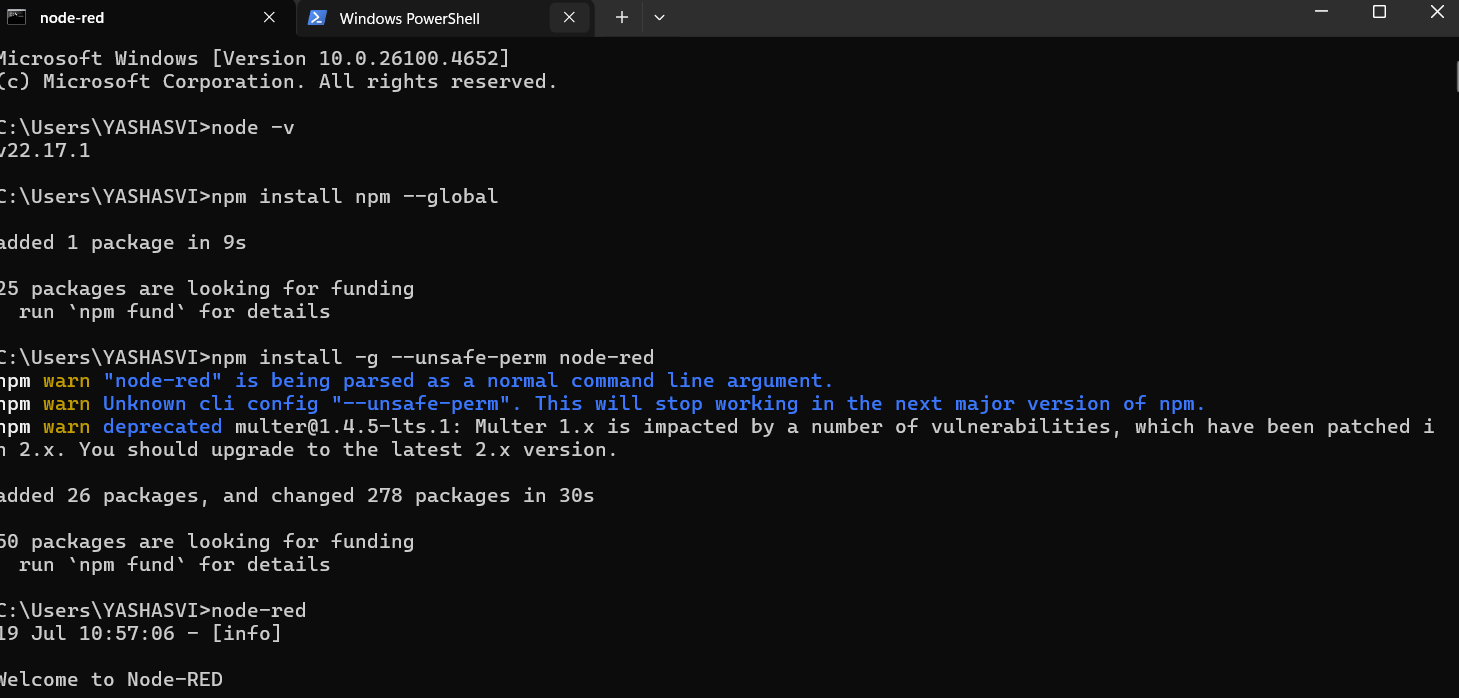 node-red
Windows PowerShell
Microsoft Windows [Version 10.0.26100.4652]
(c) Microsoft Corporation. All rights reserved.
C:\Users\YASHASVI>node -v
v22.17.1
C:\Users\YASHASVI>npm install npm --global
added 1 package in 9s
25 packages are looking for funding
  run `npm fund` for details
C:\Users\YASHASVI>npm install -g --unsafe-perm node-red
npm warn "node-red" is being parsed as a normal command line argument.
npm warn Unknown cli config "--unsafe-perm". This will stop working in the next major version of npm.
npm warn deprecated multer@1.4.5-lts.1: Multer 1.x is impacted by a number of vulnerabilities, which have been patched i
n 2.x. You should upgrade to the latest 2.x version.
added 26 packages, and changed 278 packages in 30s
60 packages are looking for funding
  run `npm fund` for details
C:\Users\YASHASVI>node-red
19 Jul 10:57:06 - [info]
Welcome to Node-RED